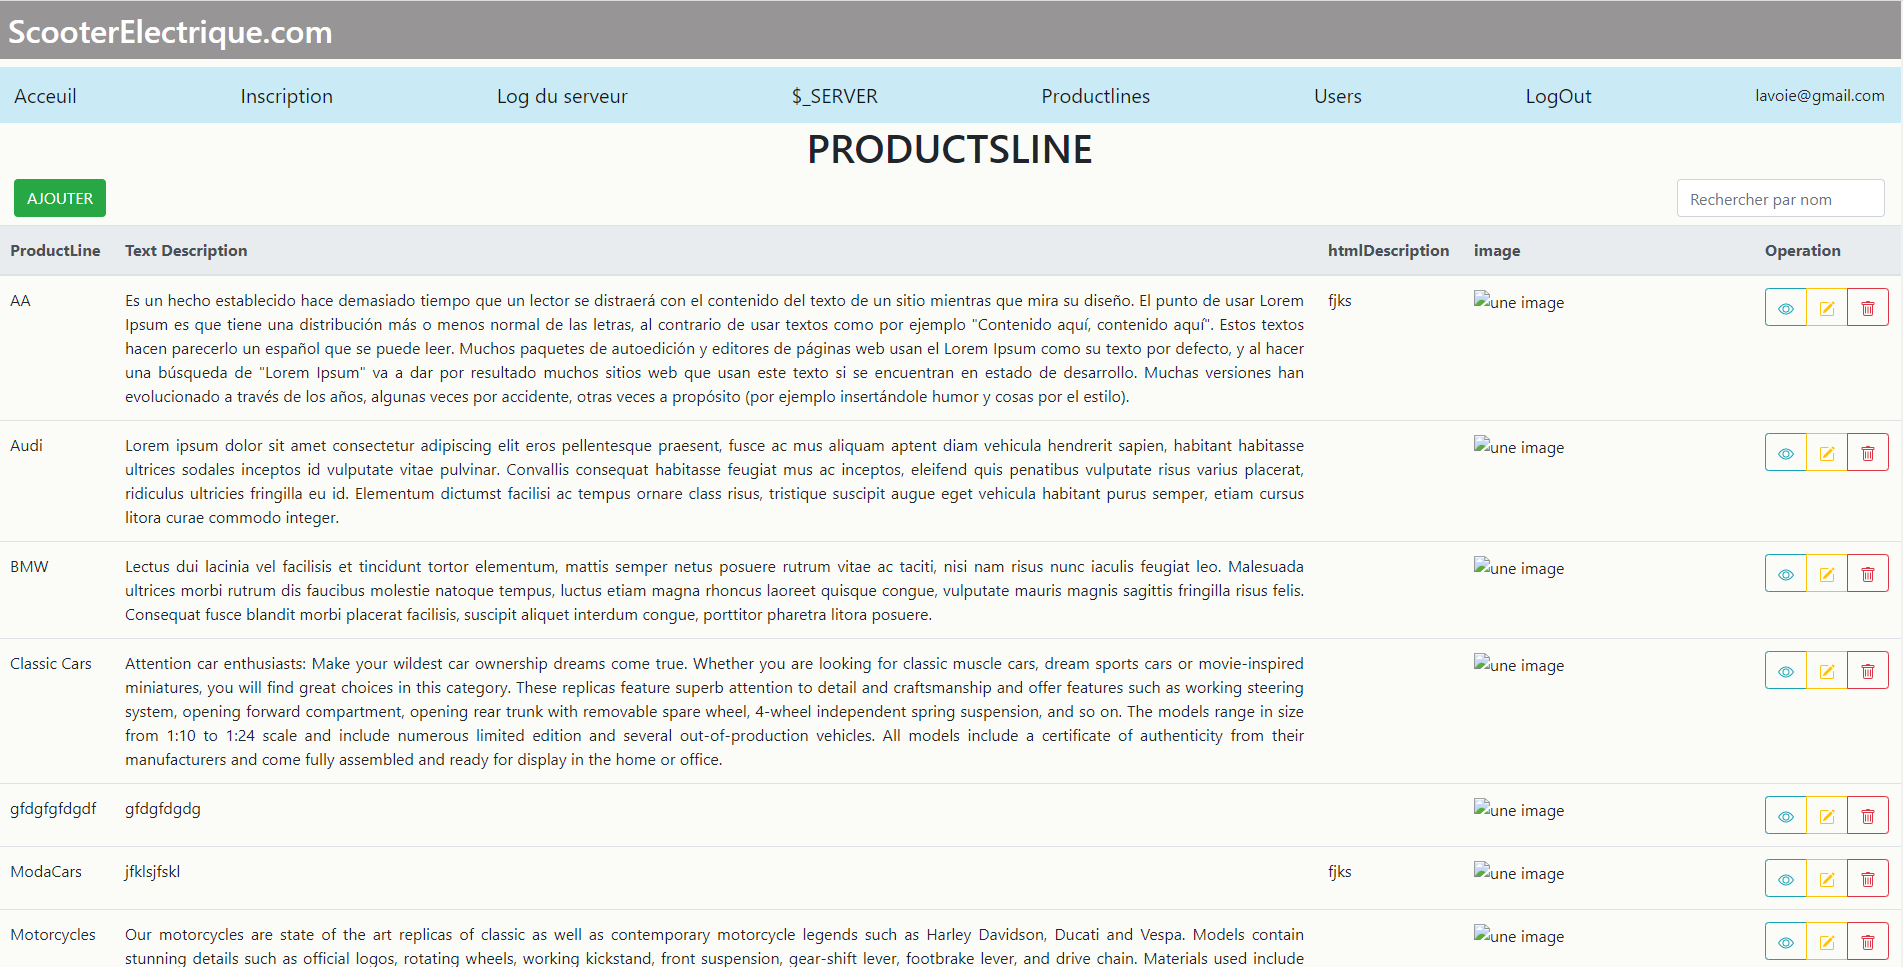 ScooterElectrique.com
Acceuil Inscription Log du serveur $_SERVER Productlines Users LogOut lavoie@gmail.com
PRODUCTSLINE
AJOUTER Rechercher par nom
ProductLine Text Description htmlDescription image Operation
AA Es un hecho establecido hace demasiado tiempo que un lector se distraerá con el contenido del texto de un sitio mientras que mira su diseño. El punto de usar Lorem fjks une image
Ipsum es que tiene una distribución más o menos normal de las letras, al contrario de usar textos como por ejemplo "Contenido aquí, contenido aquí". Estos textos
hacen parecerlo un español que se puede leer. Muchos paquetes de autoedición y editores de páginas web usan el Lorem Ipsum como su texto por defecto, y al hacer
una búsqueda de "Lorem Ipsum" va a dar por resultado muchos sitios web que usan este texto si se encuentran en estado de desarrollo. Muchas versiones han
evolucionado a través de los años, algunas veces por accidente, otras veces a propósito (por ejemplo insertándole humor y cosas por el estilo).
Audi Lorem ipsum dolor sit amet consectetur adipiscing elit eros pellentesque praesent, fusce ac mus aliquam aptent diam vehicula hendrerit sapien, habitant habitasse une image
ultrices sodales inceptos id vulputate vitae pulvinar. Convallis consequat habitasse feugiat mus ac inceptos, eleifend quis penatibus vulputate risus varius placerat,
ridiculus ultricies fringilla eu id. Elementum dictumst facilisi ac tempus ornare class risus, tristique suscipit augue eget vehicula habitant purus semper, etiam cursus
litora curae commodo integer.
BMW Lectus dui lacinia vel facilisis et tincidunt tortor elementum, mattis semper netus posuere rutrum vitae ac taciti, nisi nam risus nunc iaculis feugiat leo. Malesuada une image
ultrices morbi rutrum dis faucibus molestie natoque tempus, luctus etiam magna rhoncus laoreet quisque congue, vulputate mauris magnis sagittis fringilla risus felis.
Consequat fusce blandit morbi placerat facilisis, suscipit aliquet interdum congue, porttitor pharetra litora posuere.
Classic Cars Attention car enthusiasts: Make your wildest car ownership dreams come true. Whether you are looking for classic muscle cars, dream sports cars or movie-inspired une image
miniatures, you will find great choices in this category. These replicas feature superb attention to detail and craftsmanship and offer features such as working steering
system, opening forward compartment, opening rear trunk with removable spare wheel, 4-wheel independent spring suspension, and so on. The models range in size
from 1:10 to 1:24 scale and include numerous limited edition and several out-of-production vehicles. All models include a certificate of authenticity from their
manufacturers and come fully assembled and ready for display in the home or office.
gfdgfgfdgdf gfdgfdgdg une image
ModaCars jfklsjfskl fjks une image
Motorcycles Our motorcycles are state of the art replicas of classic as well as contemporary motorcycle legends such as Harley Davidson, Ducati and Vespa. Models contain une image
stunning details such as official logos, rotating wheels, working kickstand, front suspension, gear-shift lever, footbrake lever, and drive chain. Materials used include